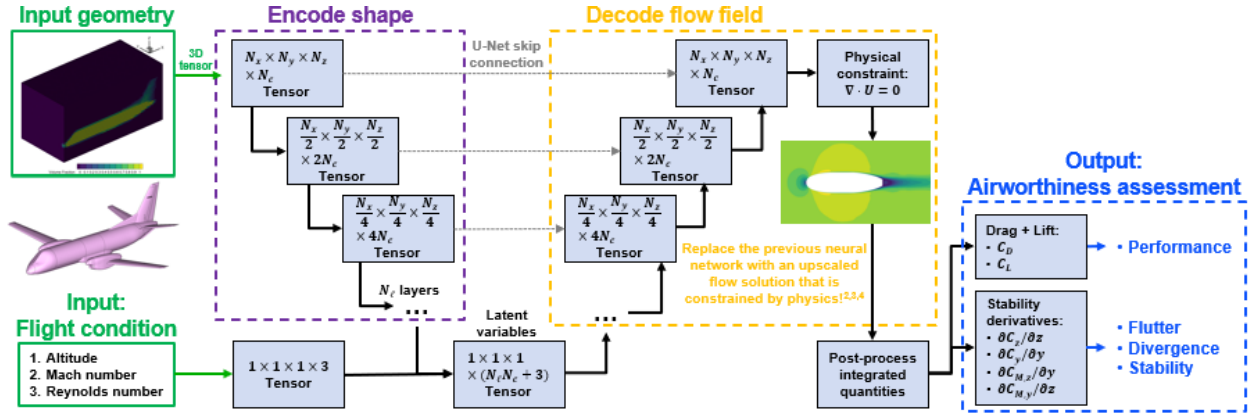 Input geometry
Encode shape
Decode flow field
3D
tensor
N_x × N_y × N_z
× N_c
Tensor
U-Net skip
connection
N_x × N_y × N_z
× N_c
Tensor
Physical
constraint:
∇ · U = 0
N_x/2 × N_y/2 × N_z/2
× 2N_c
Tensor
N_x/2 × N_y/2 × N_z/2
× 2N_c
Tensor
N_x/4 × N_y/4 × N_z/4
× 4N_c
Tensor
N_x/4 × N_y/4 × N_z/4
× 4N_c
Tensor
Replace the previous neural
network with an upscaled
flow solution that is
constrained by physics!2,3,4
N_ℓ layers
...
...
Input:
Flight condition
1. Altitude
2. Mach number
3. Reynolds number
1 × 1 × 1 × 3
Tensor
Latent
variables
1 × 1 × 1
× (N_ℓN_c + 3)
Tensor
Post-process
integrated
quantities
Output:
Airworthiness assessment
Drag + Lift:
• C_D
• C_L
• Performance
Stability
derivatives:
• ∂C_z/∂z
• ∂C_y/∂y
• ∂C_{M,z}/∂y
• ∂C_{M,y}/∂z
• Flutter
• Divergence
• Stability